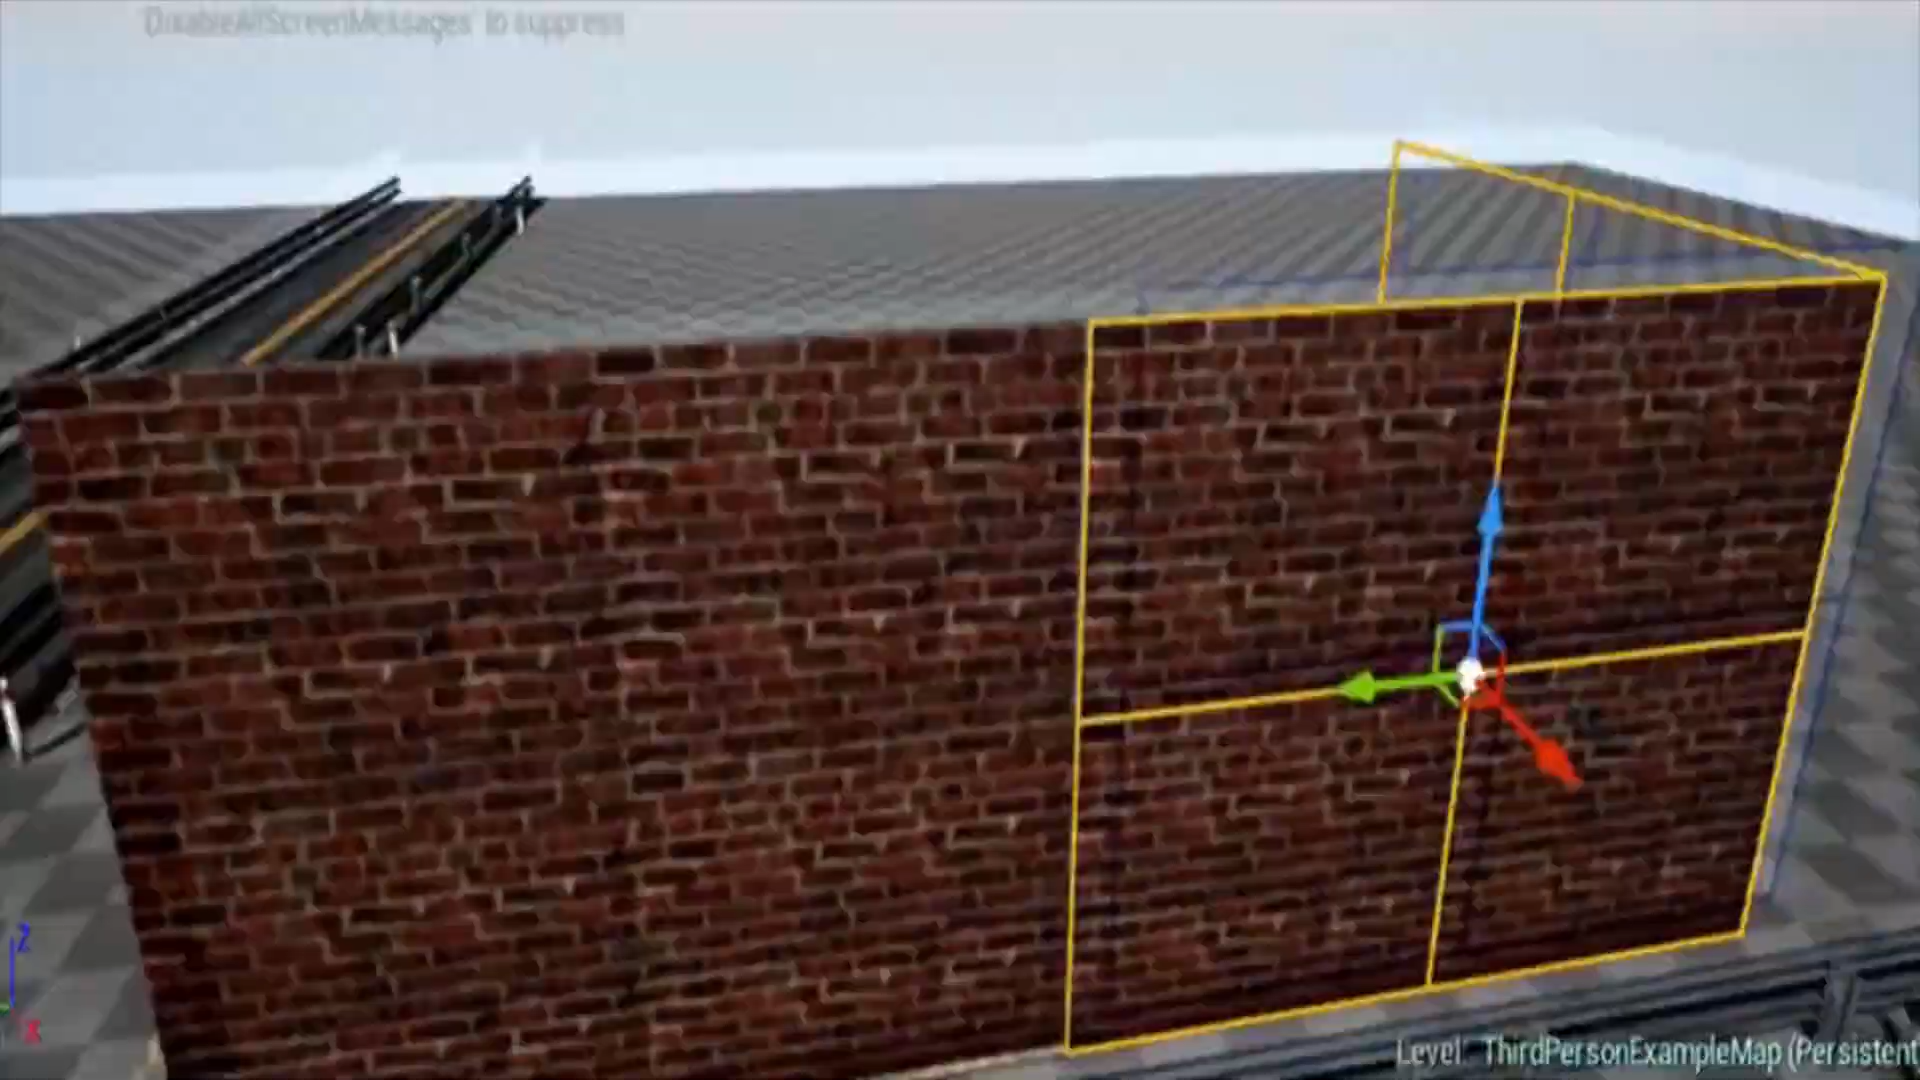 'DisableAllScreenMessages' to suppress
Z
X
Level: ThirdPersonExampleMap (Persistent